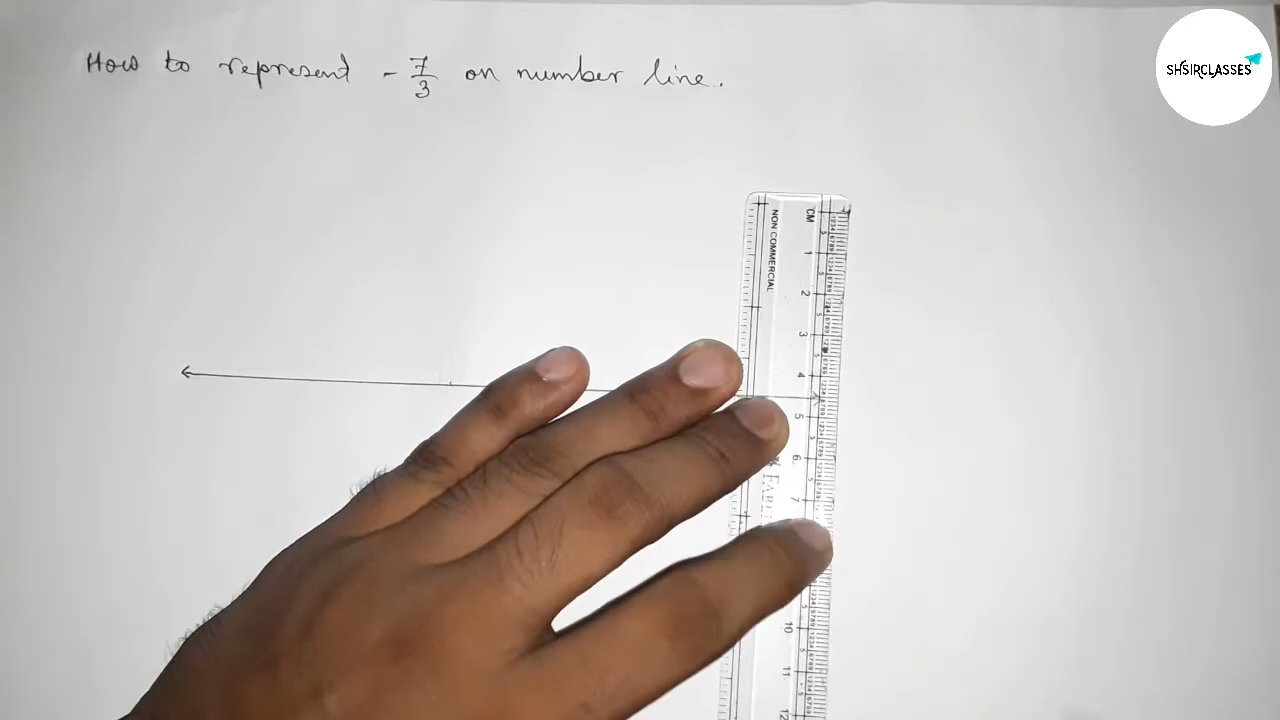 How to represent - 7/3 on number line.
SHSIRCLASSES
NON COMMERCIAL
CM
1
2
3
4
5
6
7
10
11
12